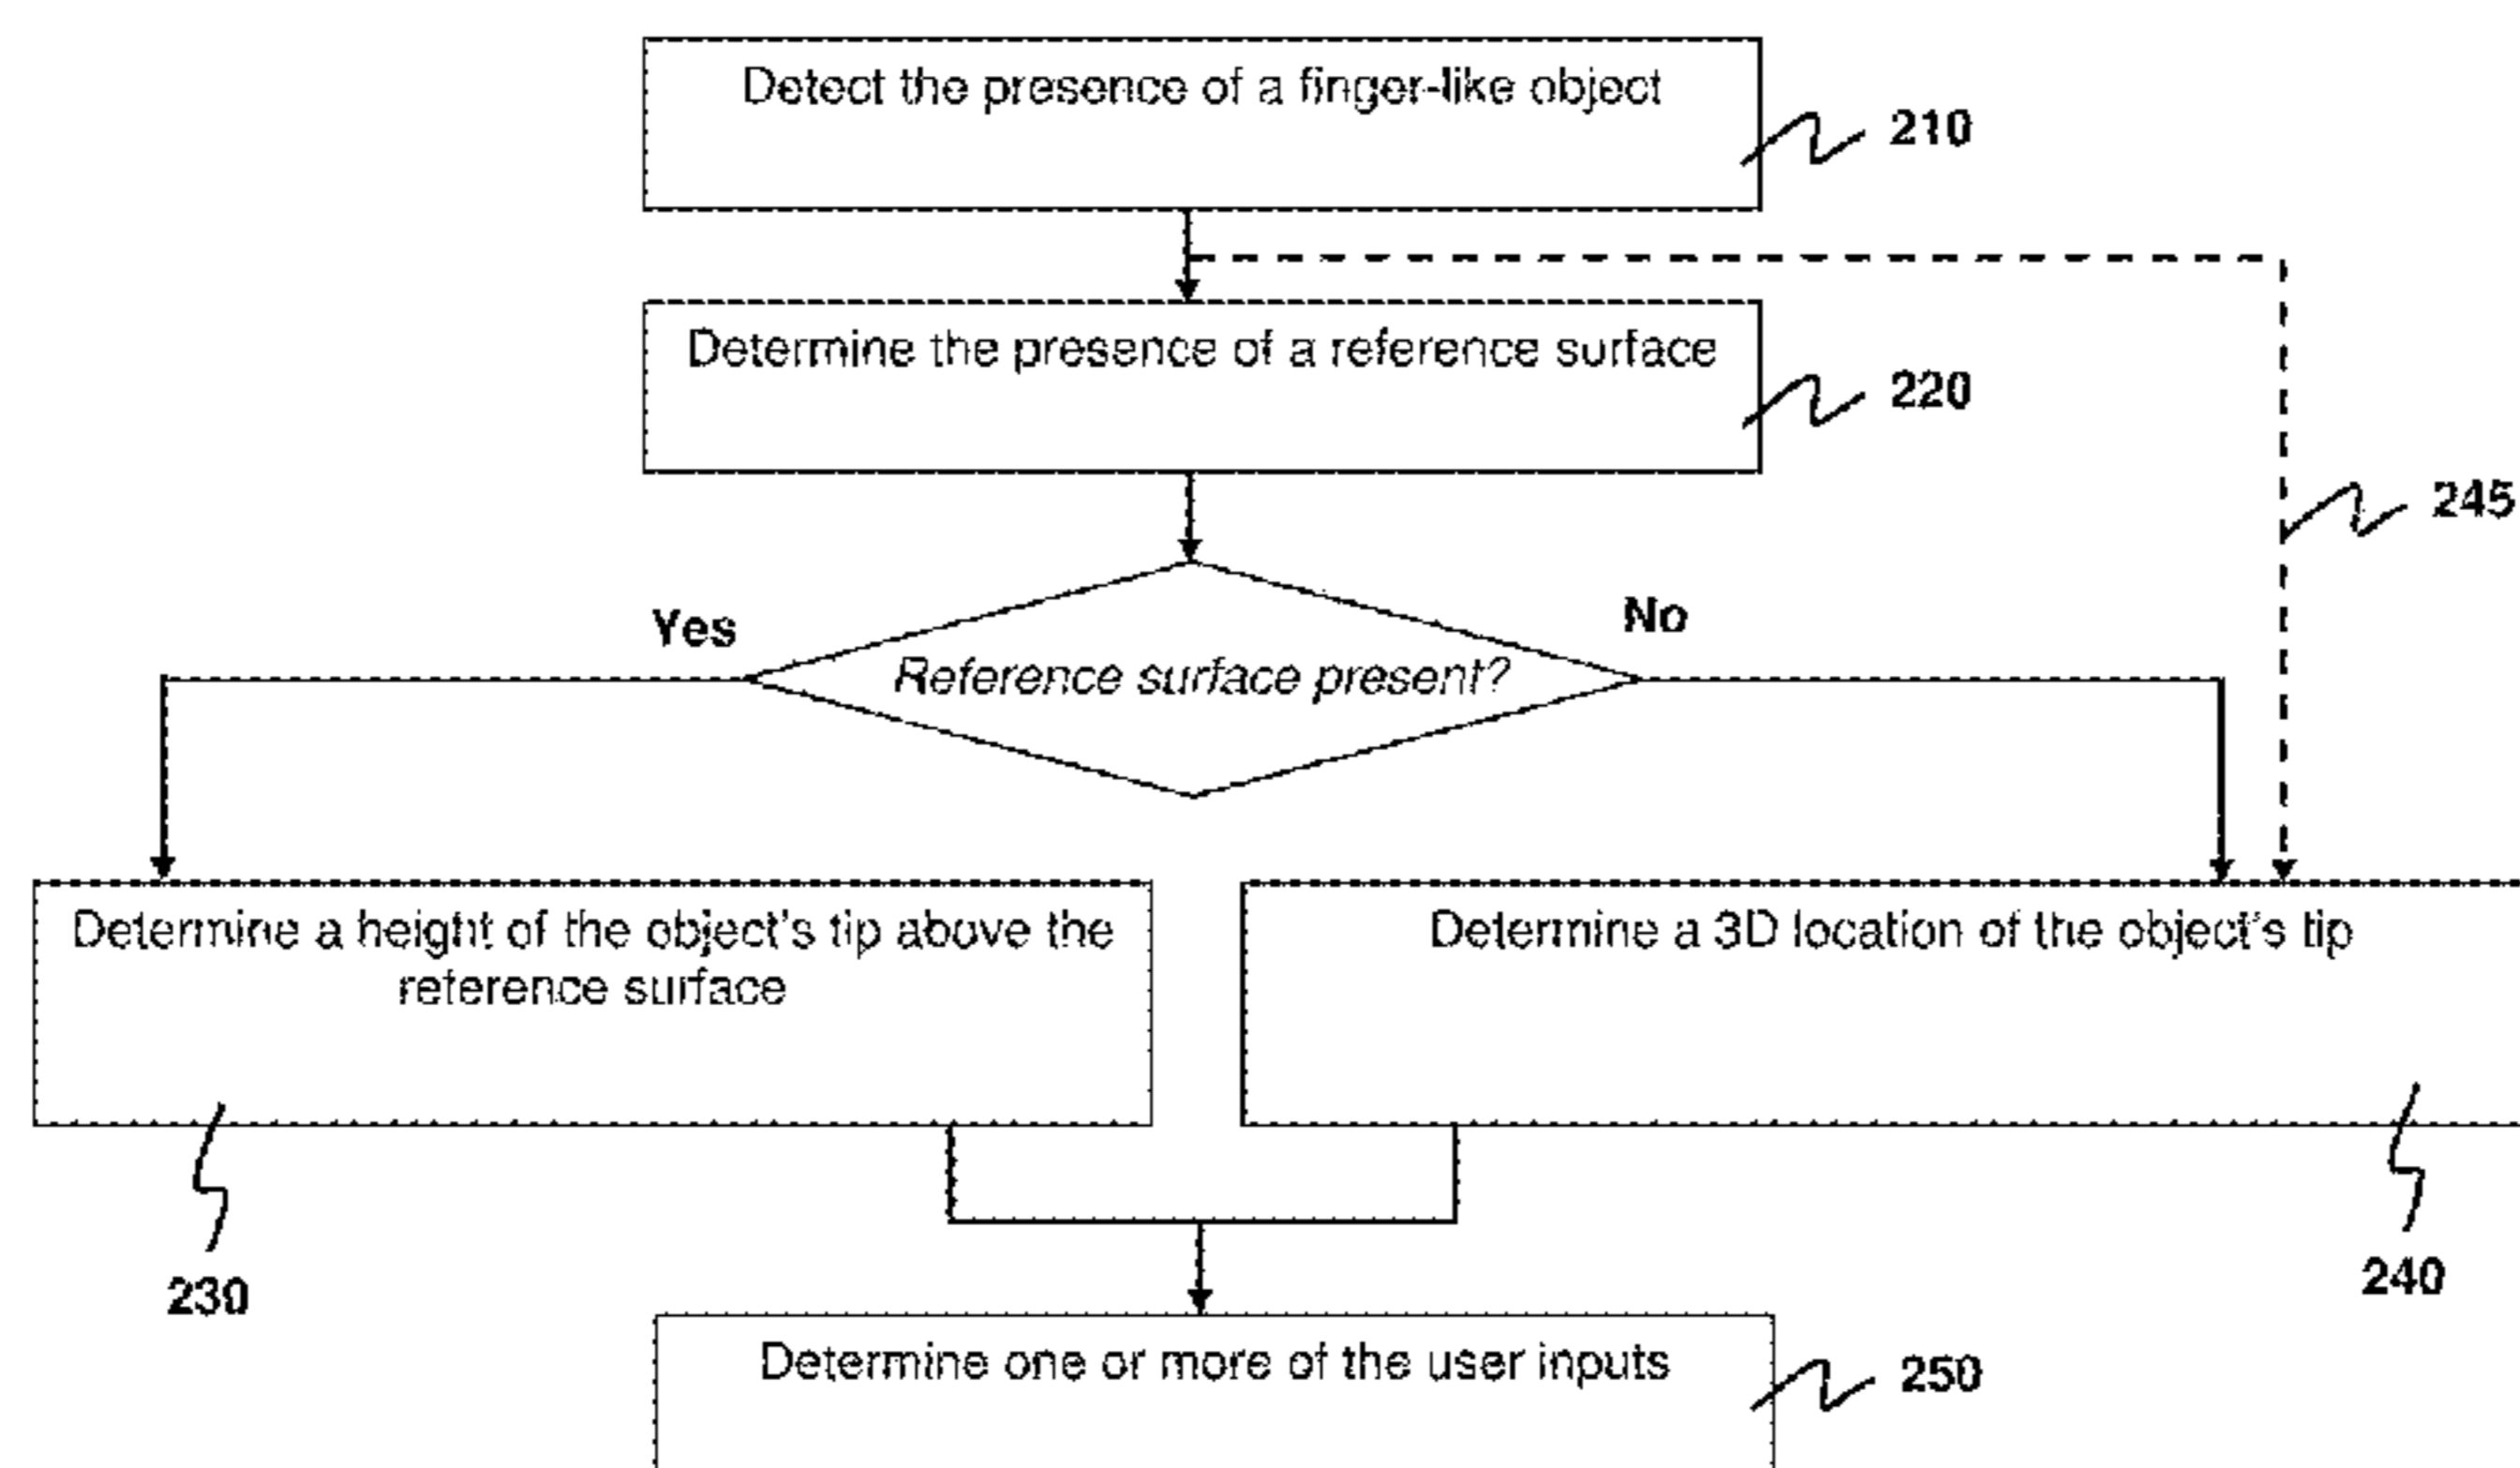 Detect the presence of a finger-like object
210
Determine the presence of a reference surface
220
245
Yes
No
Reference surface present?
Determine a height of the object's tip above the
reference surface
Determine a 3D location of the object's tip
230
240
Determine one or more of the user inputs
250